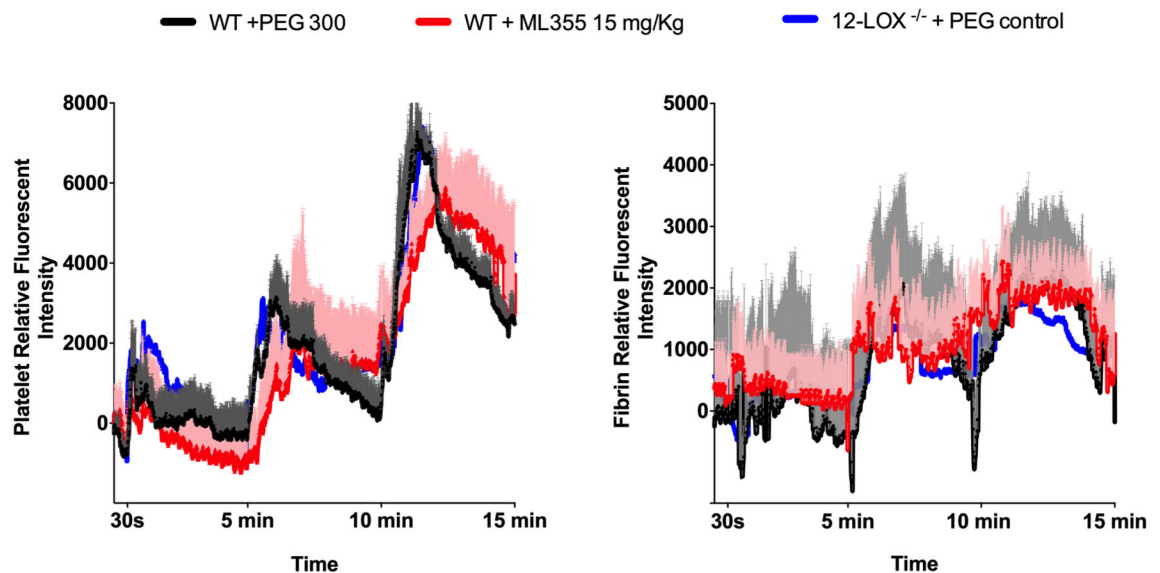 WT +PEG 300
WT + ML355 15 mg/Kg
12-LOX -/- + PEG control
Platelet Relative Fluorescent
Intensity
8000
6000
4000
2000
0
30s
5 min
10 min
15 min
Time
Fibrin Relative Fluorescent
Intensity
5000
4000
3000
2000
1000
0
30s
5 min
10 min
15 min
Time